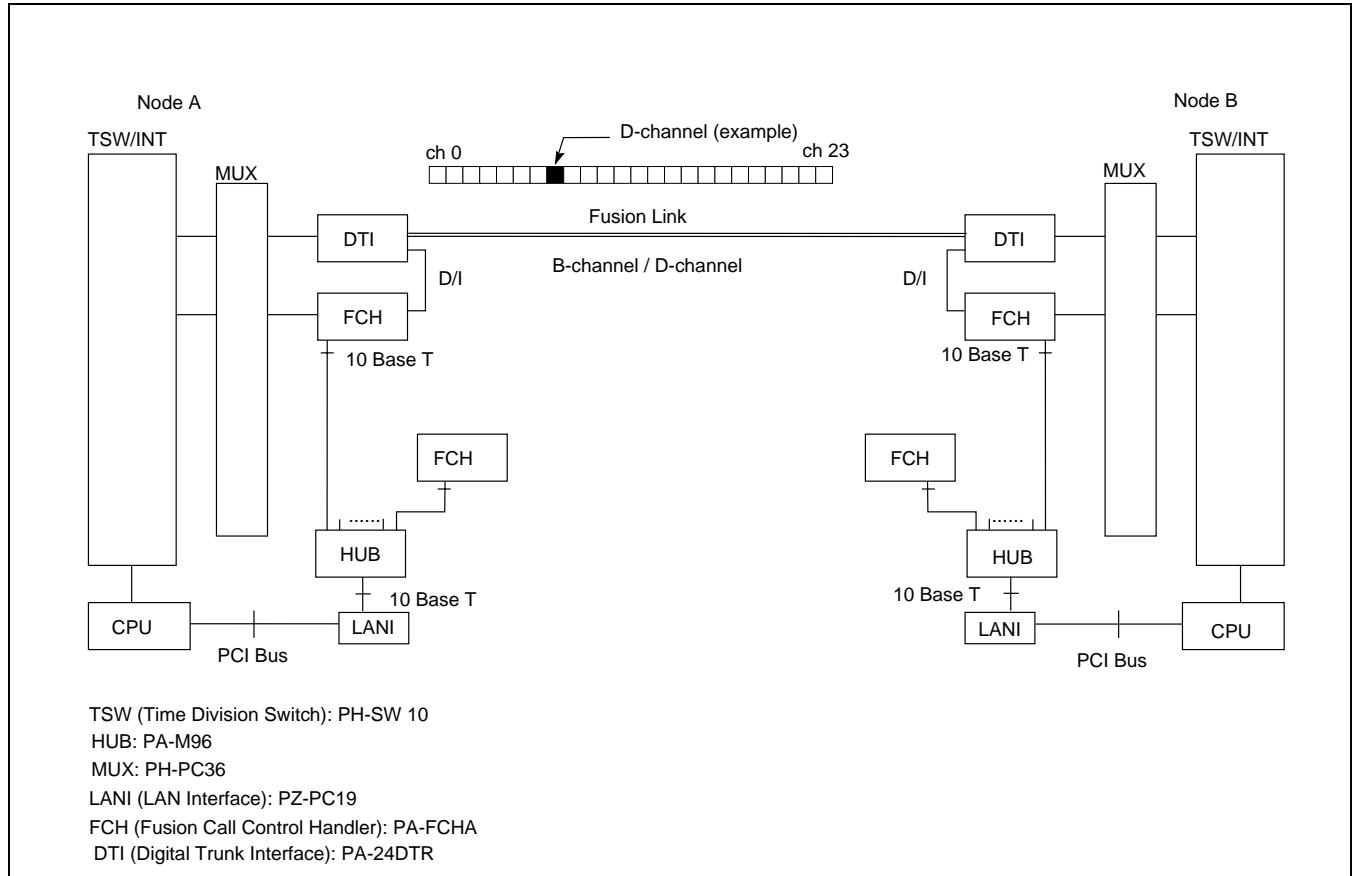 Node A
Node B
TSW/INT
D-channel (example)
TSW/INT
ch 0
ch 23
MUX
MUX
Fusion Link
DTI
DTI
B-channel / D-channel
D/I
D/I
FCH
FCH
10 Base T
10 Base T
FCH
FCH
......
......
HUB
HUB
10 Base T
10 Base T
CPU
LANI
LANI
CPU
PCI Bus
PCI Bus
TSW (Time Division Switch): PH-SW 10
HUB: PA-M96
MUX: PH-PC36
LANI (LAN Interface): PZ-PC19
FCH (Fusion Call Control Handler): PA-FCHA
DTI (Digital Trunk Interface): PA-24DTR